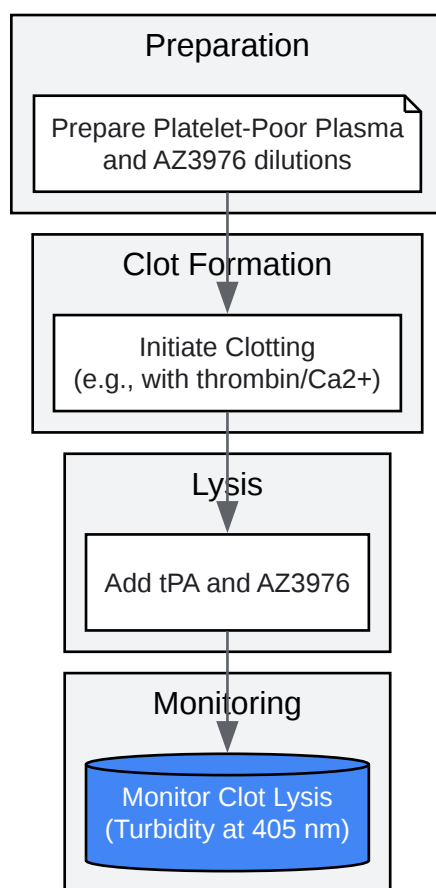 Preparation
Prepare Platelet-Poor Plasma
and AZ3976 dilutions
Clot Formation
Initiate Clotting
(e.g., with thrombin/Ca2+)
Lysis
Add tPA and AZ3976
Monitoring
Monitor Clot Lysis
(Turbidity at 405 nm)